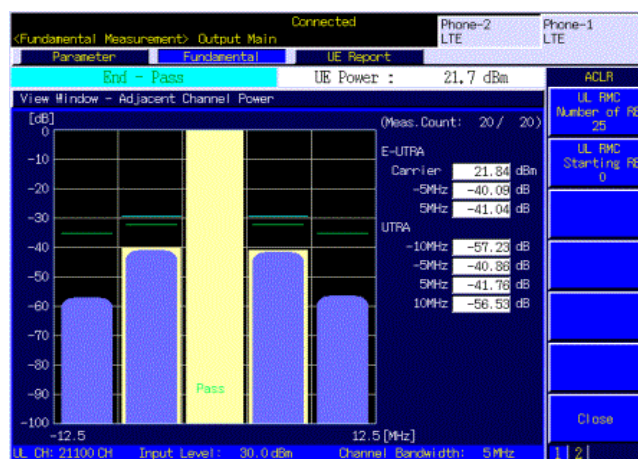 Connected
Phone-2
LTE
Phone-1
LTE
<Fundamental Measurement> Output Main
Parameter
Fundamental
UE Report
End - Pass
UE Power : 21.7 dBm
ACLR
View Window - Adjacent Channel Power
UL RMC
Number of RB
25
UL RMC
Starting RB
0
[dB]
(Meas.Count: 20/ 20)
0
-10
-20
-30
-40
-50
-60
-70
-80
-90
-100
E-UTRA
Carrier 21.84 dBm
-5MHz -40.09 dB
5MHz -41.04 dB
UTRA
-10MHz -57.23 dB
-5MHz -40.86 dB
5MHz -41.76 dB
10MHz -56.53 dB
Pass
-12.5
12.5 [MHz]
Close
UL CH: 21100 CH Input Level: 30.0 dBm Channel Bandwidth: 5 MHz
1 2